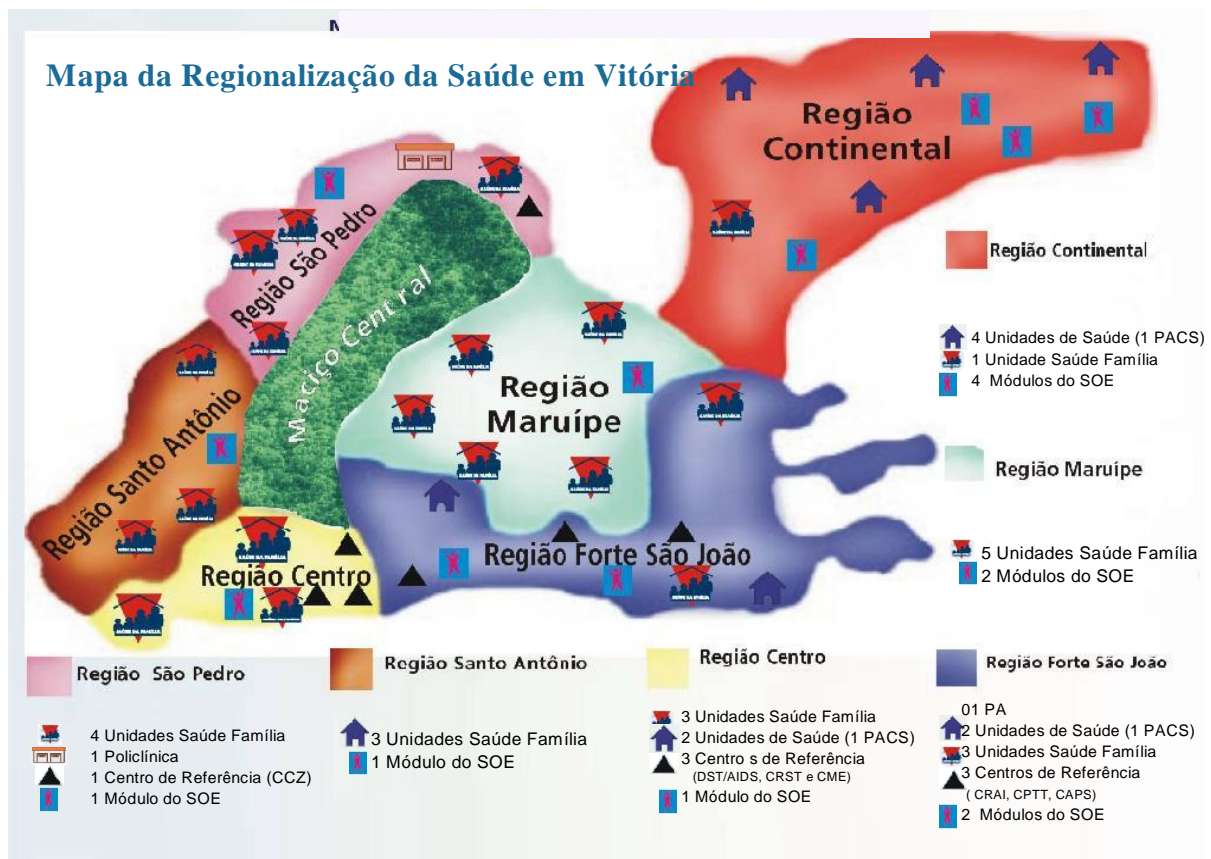 Mapa da Regionalização da Saúde em Vitória
Região
Continental
Região São Pedro
Maciço Central
Região
Maruípe
Região Santo Antônio
Região Centro
Região Forte São João
Região Continental
4 Unidades de Saúde (1 PACS)
1 Unidade Saúde Família
4 Módulos do SOE
Região Maruípe
5 Unidades Saúde Família
2 Módulos do SOE
Região São Pedro
4 Unidades Saúde Família
1 Policlínica
1 Centro de Referência (CCZ)
1 Módulo do SOE
Região Santo Antônio
3 Unidades Saúde Família
1 Módulo do SOE
Região Centro
3 Unidades Saúde Família
2 Unidades de Saúde (1 PACS)
3 Centro s de Referência
(DST/AIDS, CRST e CME)
1 Módulo do SOE
Região Forte São João
01 PA
2 Unidades de Saúde (1 PACS)
3 Unidades Saúde Família
3 Centros de Referência
( CRAI, CPTT, CAPS)
2 Módulos do SOE